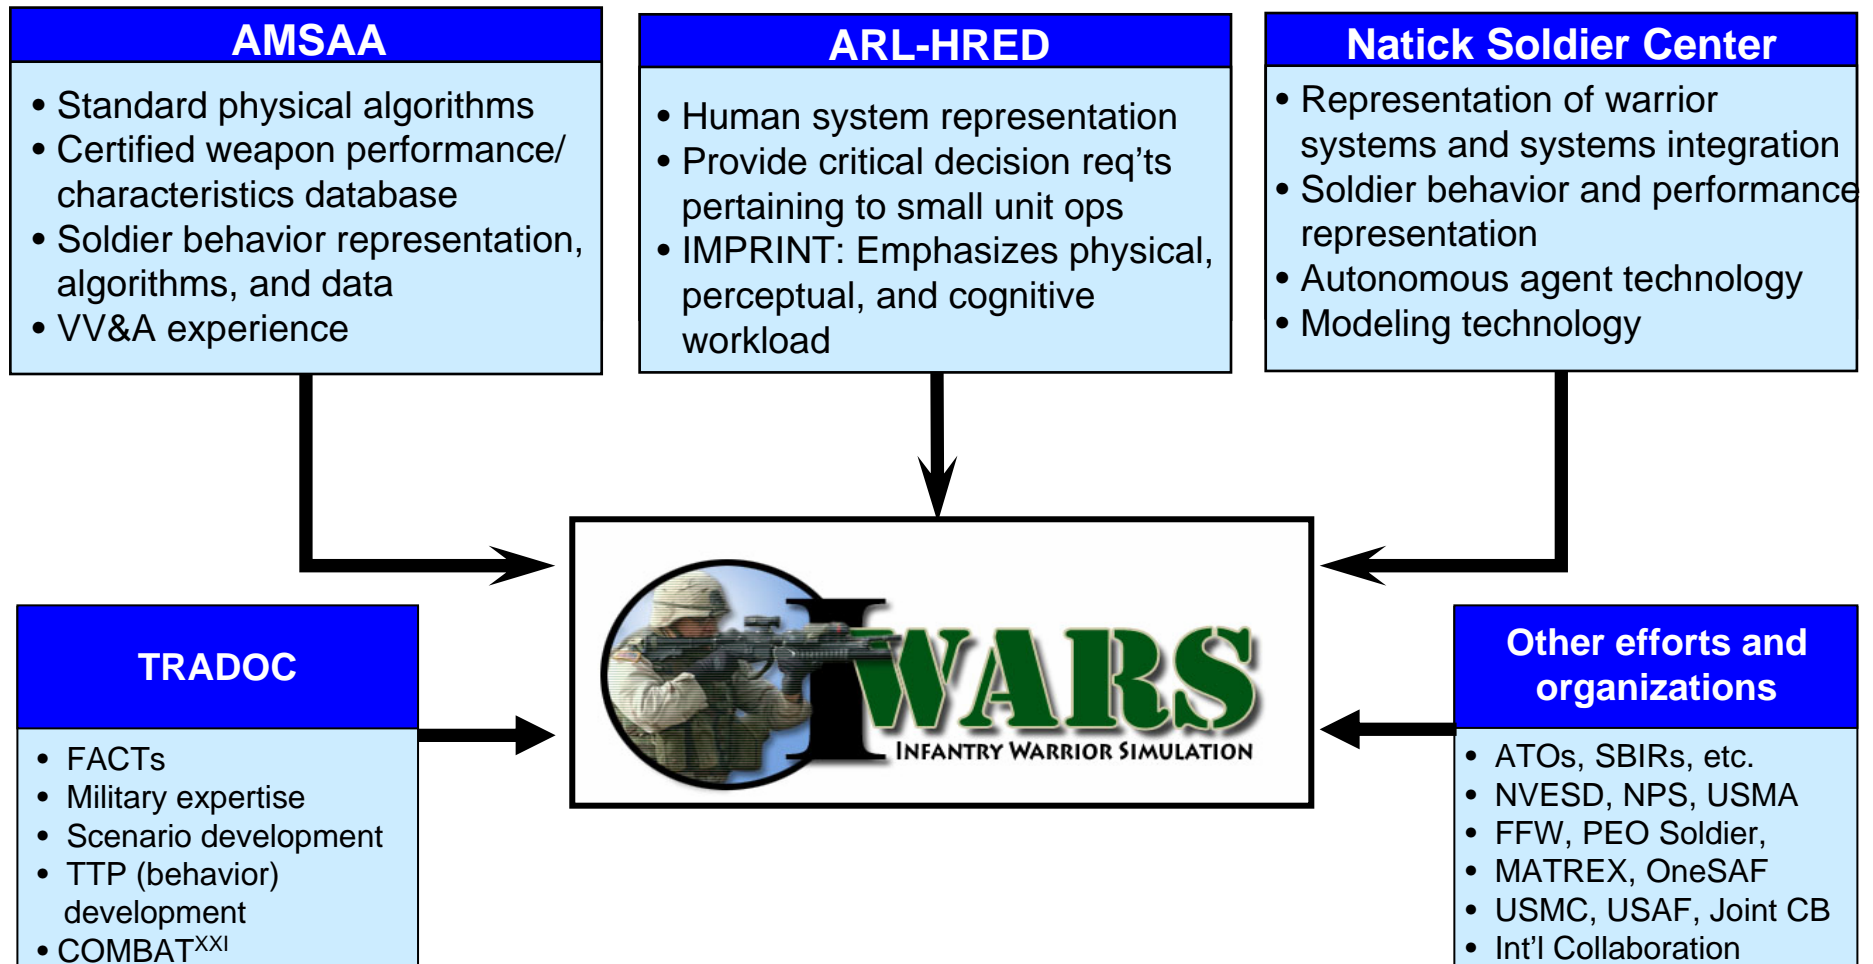 AMSAA
• Standard physical algorithms
• Certified weapon performance/
characteristics database
• Soldier behavior representation,
algorithms, and data
• VV&A experience
ARL-HRED
• Human system representation
• Provide critical decision req’ts
pertaining to small unit ops
• IMPRINT: Emphasizes physical,
perceptual, and cognitive
workload
Natick Soldier Center
• Representation of warrior
systems and systems integration
• Soldier behavior and performance
representation
• Autonomous agent technology
• Modeling technology
TRADOC
• FACTs
• Military expertise
• Scenario development
• TTP (behavior)
development
• COMBATXXI
IWARS
INFANTRY WARRIOR SIMULATION
Other efforts and
organizations
• ATOs, SBIRs, etc.
• NVESD, NPS, USMA
• FFW, PEO Soldier,
• MATREX, OneSAF
• USMC, USAF, Joint CB
• Int’l Collaboration